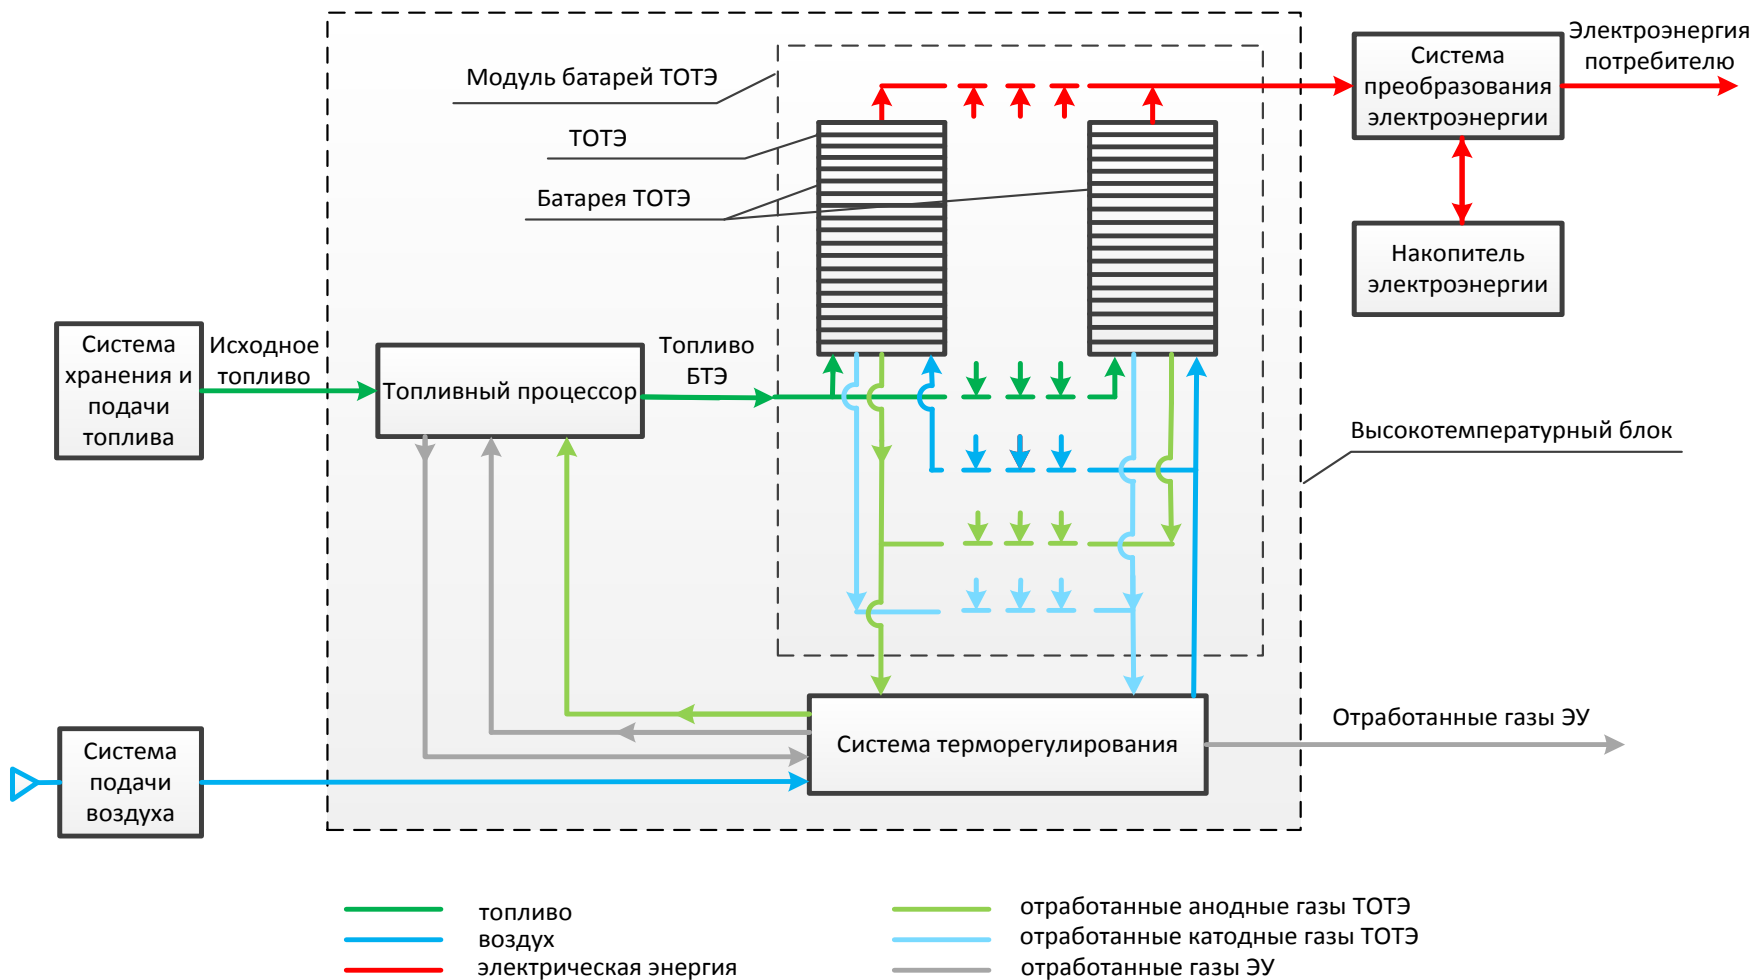 Модуль батарей ТОТЭ
ТОТЭ
Батарея ТОТЭ
Система
преобразования
электроэнергии
Электроэнергия
потребителю
Накопитель
электроэнергии
Система
хранения и
подачи
топлива
Исходное
топливо
Топливный процессор
Топливо
БТЭ
Высокотемпературный блок
Система
подачи
воздуха
Система терморегулирования
Отработанные газы ЭУ
топливо
воздух
электрическая энергия
отработанные анодные газы ТОТЭ
отработанные катодные газы ТОТЭ
отработанные газы ЭУ